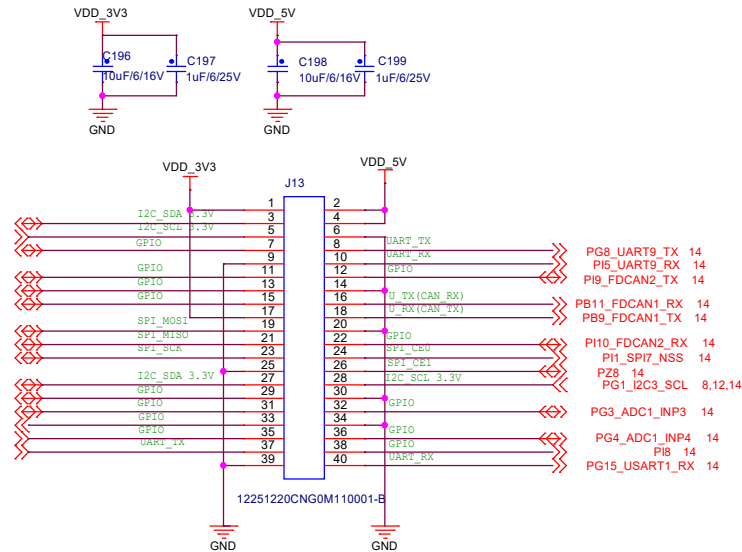 VDD_3V3 VDD_5V
C196 C197 C198 C199
10uF/6/16V 1uF/6/25V 10uF/6/16V 1uF/6/25V
GND GND
VDD_3V3 VDD_5V
J13
1 2
I2C_SDA 3.3V 3 4
I2C_SCL 3.3V 5 6
GPIO 7 8 UART_TX PG8_UART9_TX 14
9 10 UART_RX PI5_UART9_RX 14
GPIO 11 12 GPIO PI9_FDCAN2_TX 14
GPIO 13 14
GPIO 15 16 U_TX(CAN_RX) PB11_FDCAN1_RX 14
17 18 U_RX(CAN_TX) PB9_FDCAN1_TX 14
SPI_MOSI 19 20
SPI_MISO 21 22 GPIO PI10_FDCAN2_RX 14
SPI_SCK 23 24 SPI_CE0 PI1_SPI7_NSS 14
25 26 SPI_CE1 PZ8 14
I2C_SDA 3.3V 27 28 I2C_SCL 3.3V PG1_I2C3_SCL 8,12,14
GPIO 29 30
GPIO 31 32 GPIO PG3_ADC1_INP3 14
GPIO 33 34
GPIO 35 36 GPIO PG4_ADC1_INP4 14
UART_TX 37 38 GPIO PI8 14
39 40 UART_RX PG15_USART1_RX 14
12251220CNG0M110001-B
GND GND